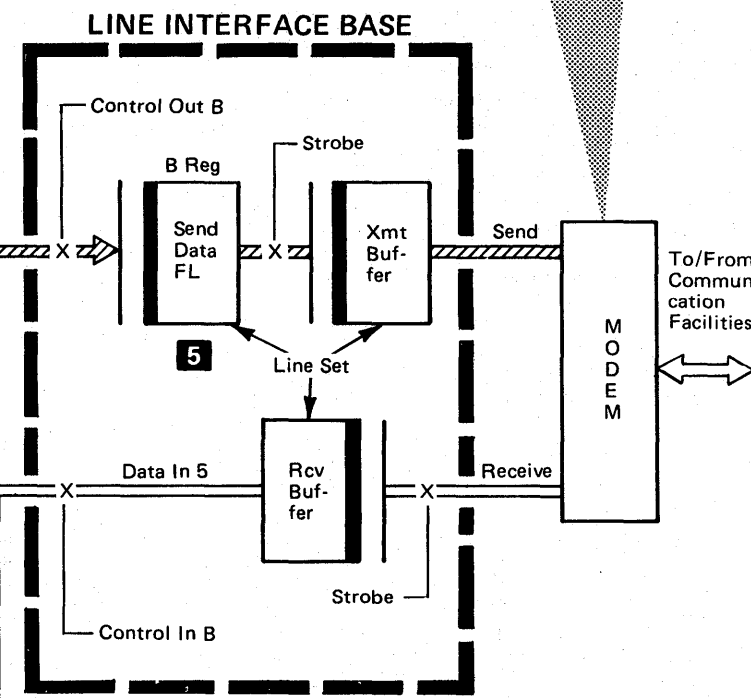 LINE INTERFACE BASE
Control Out B
Strobe
B Reg
Send
Data
FL
Xmt
Buf-
fer
Send
To/From
Commun
cation
Facilities
5
Line Set
M
O
D
E
M
Data In 5
Rcv
Buf-
fer
Receive
Strobe
Control In B
X
X
X
X